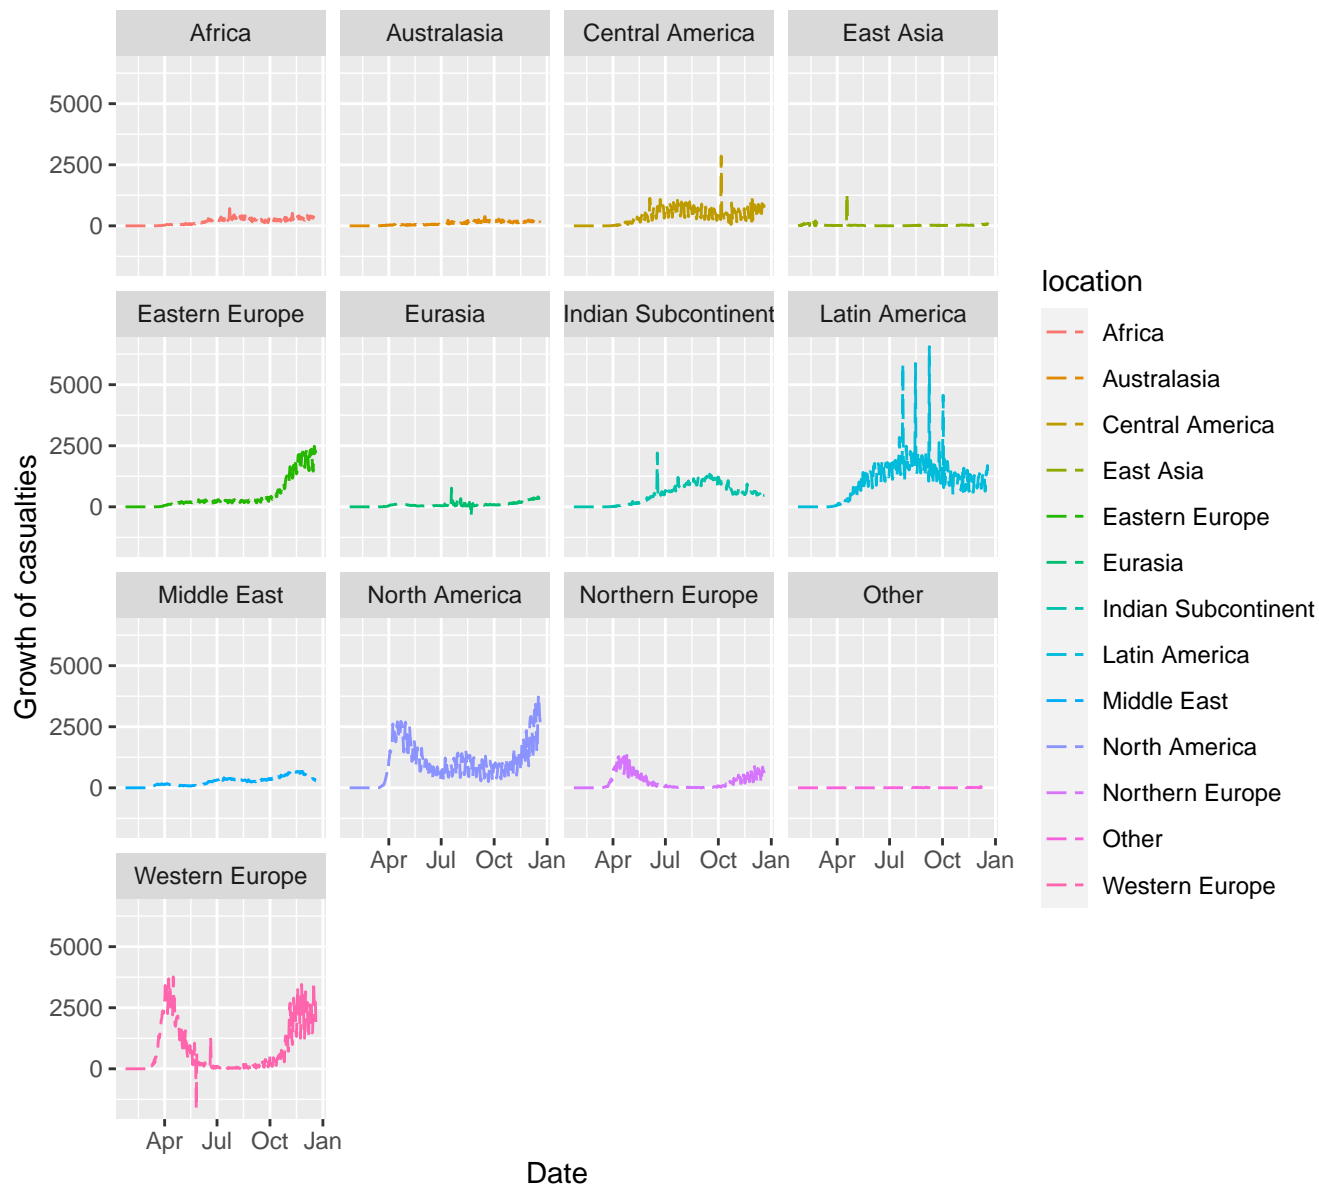 Africa
Australasia
Central America
East Asia
5000
2500
0
Eastern Europe
Eurasia
Indian Subcontinent
Latin America
5000
2500
0
Middle East
North America
Northern Europe
Other
5000
2500
0
Apr Jul Oct Jan
Apr Jul Oct Jan
Apr Jul Oct Jan
Western Europe
5000
2500
0
Apr Jul Oct Jan
Date
Growth of casualties
location
Africa
Australasia
Central America
East Asia
Eastern Europe
Eurasia
Indian Subcontinent
Latin America
Middle East
North America
Northern Europe
Other
Western Europe